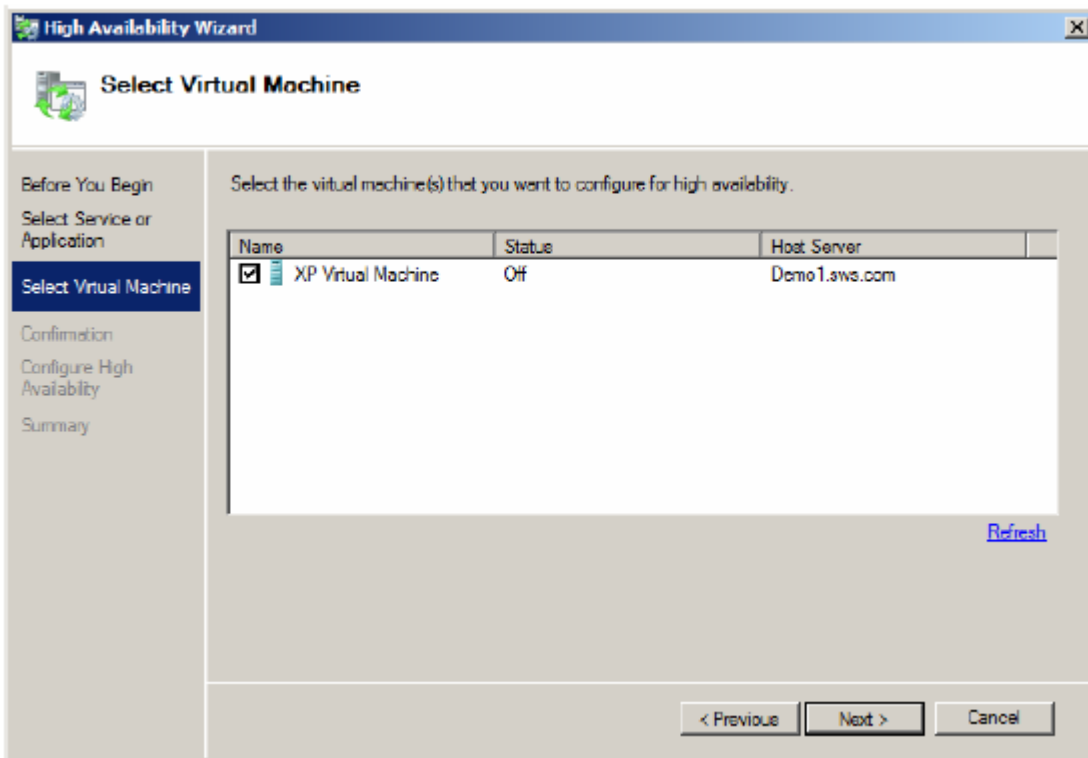 High Availability Wizard
Select Virtual Machine
Before You Begin
Select Service or
Application
Select Virtual Machine
Confirmation
Configure High
Availability
Summary
Select the virtual machine(s) that you want to configure for high availability.
Name Status Host Server
XP Virtual Machine Off Demo1.sws.com
Refresh
< Previous Next > Cancel